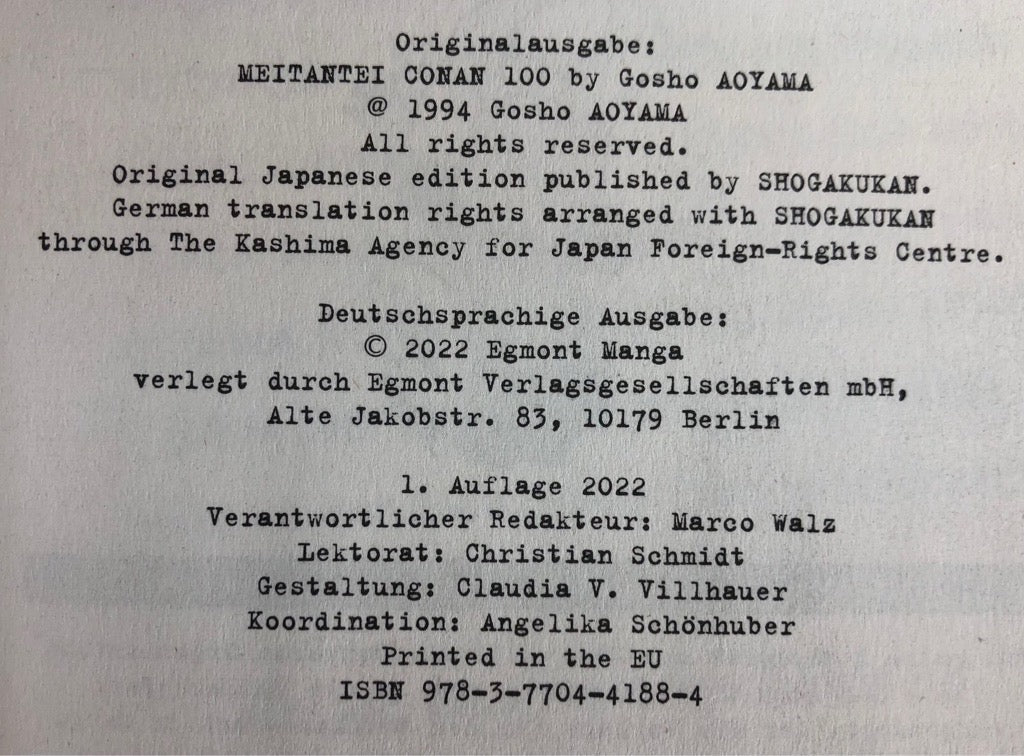 Originalausgabe:
MEITANTEI CONAN 100 by Gosho AOYAMA
@ 1994 Gosho AOYAMA
All rights reserved.
Original Japanese edition published by SHOGAKUKAN.
German translation rights arranged with SHOGAKUKAN
through The Kashima Agency for Japan Foreign-Rights Centre.
Deutschsprachige Ausgabe:
© 2022 Egmont Manga
verlegt durch Egmont Verlagsgesellschaften mbH,
Alte Jakobstr. 83, 10179 Berlin
1. Auflage 2022
Verantwortlicher Redakteur: Marco Walz
Lektorat: Christian Schmidt
Gestaltung: Claudia V. Villhauer
Koordination: Angelika Schönhuber
Printed in the EU
ISBN 978-3-7704-4188-4